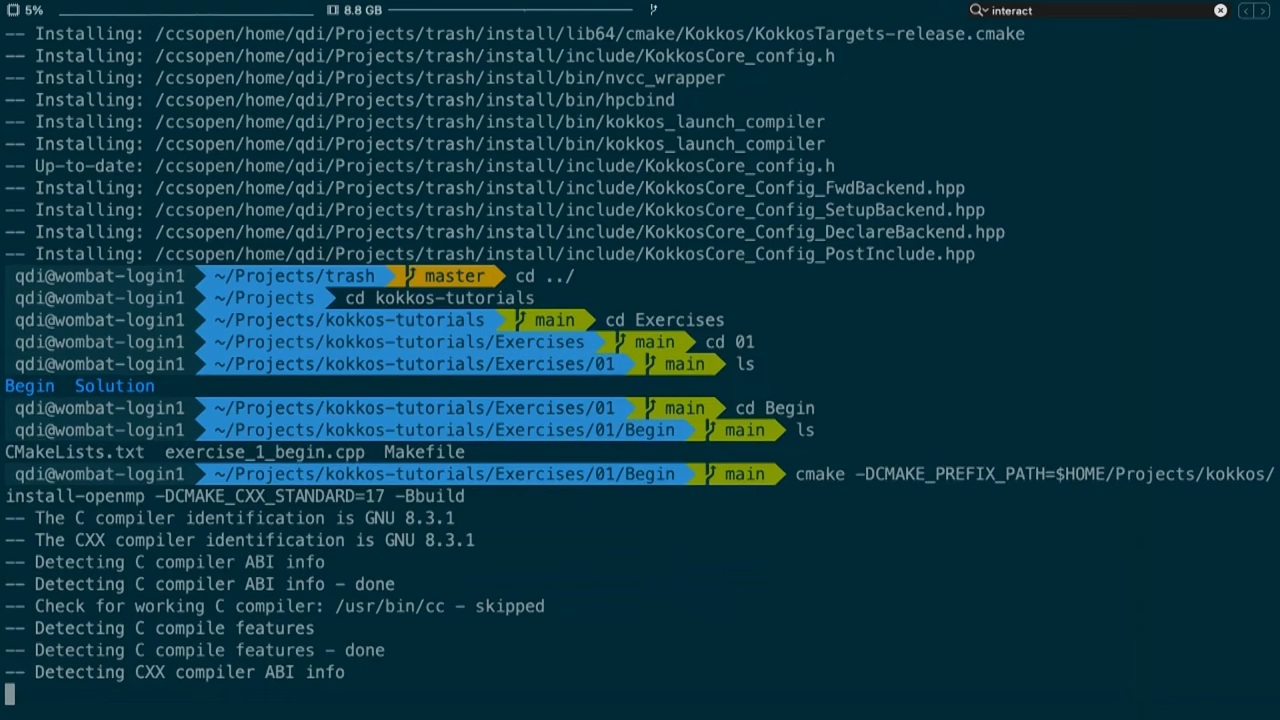 5% 8.8 GB interact
-- Installing: /ccsopen/home/qdi/Projects/trash/install/lib64/cmake/Kokkos/KokkosTargets-release.cmake
-- Installing: /ccsopen/home/qdi/Projects/trash/install/include/KokkosCore_config.h
-- Installing: /ccsopen/home/qdi/Projects/trash/install/bin/nvcc_wrapper
-- Installing: /ccsopen/home/qdi/Projects/trash/install/bin/hpcbind
-- Installing: /ccsopen/home/qdi/Projects/trash/install/bin/kokkos_launch_compiler
-- Installing: /ccsopen/home/qdi/Projects/trash/install/bin/kokkos_launch_compiler
-- Up-to-date: /ccsopen/home/qdi/Projects/trash/install/include/KokkosCore_config.h
-- Installing: /ccsopen/home/qdi/Projects/trash/install/include/KokkosCore_Config_FwdBackend.hpp
-- Installing: /ccsopen/home/qdi/Projects/trash/install/include/KokkosCore_Config_SetupBackend.hpp
-- Installing: /ccsopen/home/qdi/Projects/trash/install/include/KokkosCore_Config_DeclareBackend.hpp
-- Installing: /ccsopen/home/qdi/Projects/trash/install/include/KokkosCore_Config_PostInclude.hpp
qdi@wombat-login1 ~/Projects/trash master cd ../
qdi@wombat-login1 ~/Projects cd kokkos-tutorials
qdi@wombat-login1 ~/Projects/kokkos-tutorials main cd Exercises
qdi@wombat-login1 ~/Projects/kokkos-tutorials/Exercises main cd 01
qdi@wombat-login1 ~/Projects/kokkos-tutorials/Exercises/01 main ls
Begin Solution
qdi@wombat-login1 ~/Projects/kokkos-tutorials/Exercises/01 main cd Begin
qdi@wombat-login1 ~/Projects/kokkos-tutorials/Exercises/01/Begin main ls
CMakeLists.txt exercise_1_begin.cpp Makefile
qdi@wombat-login1 ~/Projects/kokkos-tutorials/Exercises/01/Begin main cmake -DCMAKE_PREFIX_PATH=$HOME/Projects/kokkos/
install-openmp -DCMAKE_CXX_STANDARD=17 -Bbuild
-- The C compiler identification is GNU 8.3.1
-- The CXX compiler identification is GNU 8.3.1
-- Detecting C compiler ABI info
-- Detecting C compiler ABI info - done
-- Check for working C compiler: /usr/bin/cc - skipped
-- Detecting C compile features
-- Detecting C compile features - done
-- Detecting CXX compiler ABI info